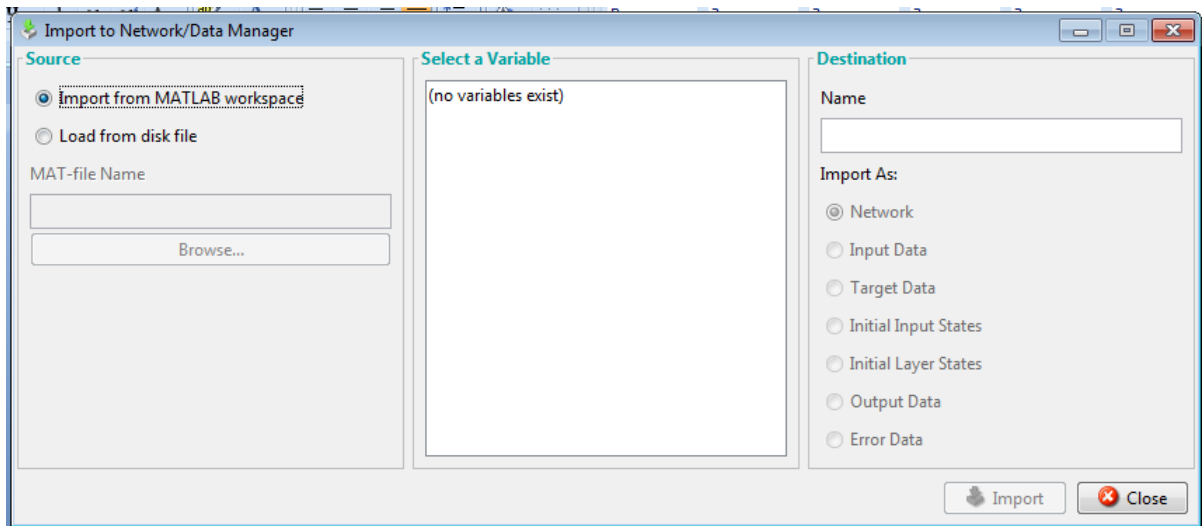 Import to Network/Data Manager
Source
Import from MATLAB workspace
Load from disk file
MAT-file Name
Browse...
Select a Variable
(no variables exist)
Destination
Name
Import As:
Network
Input Data
Target Data
Initial Input States
Initial Layer States
Output Data
Error Data
Import
Close